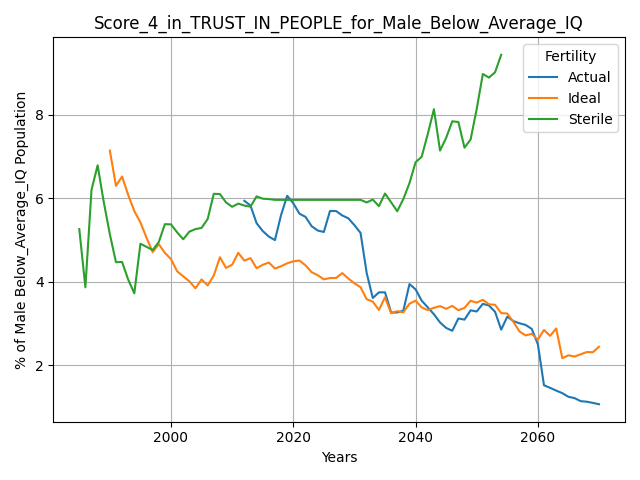 Score_4_in_TRUST_IN_PEOPLE_for_Male_Below_Average_IQ
% of Male Below_Average_IQ Population
8
6
4
2
Fertility
Actual
Ideal
Sterile
2000
2020
2040
2060
Years